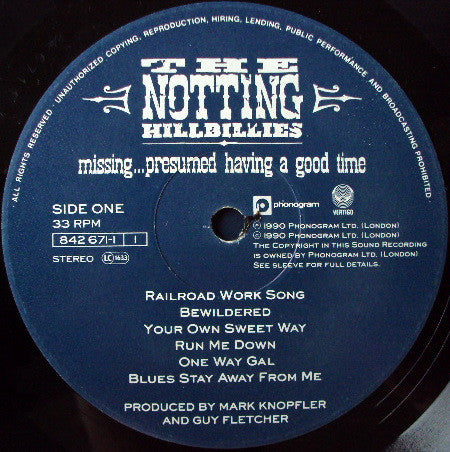 ALL RIGHTS RESERVED. UNAUTHORIZED COPYING, REPRODUCTION, HIRING, LENDING, PUBLIC PERFORMANCE AND BROADCASTING PROHIBITED.
THE
NOTTING
HILLBILLIES
missing...presumed having a good time
SIDE ONE
33 RPM
842 671-1 1
STEREO LC 1633
phonogram
VERTIGO
℗ 1990 PHONOGRAM LTD. (LONDON)
© 1990 PHONOGRAM LTD. (LONDON)
THE COPYRIGHT IN THIS SOUND RECORDING
IS OWNED BY PHONOGRAM LTD. (LONDON)
SEE SLEEVE FOR FULL DETAILS.
RAILROAD WORK SONG
BEWILDERED
YOUR OWN SWEET WAY
RUN ME DOWN
ONE WAY GAL
BLUES STAY AWAY FROM ME
PRODUCED BY MARK KNOPFLER
AND GUY FLETCHER